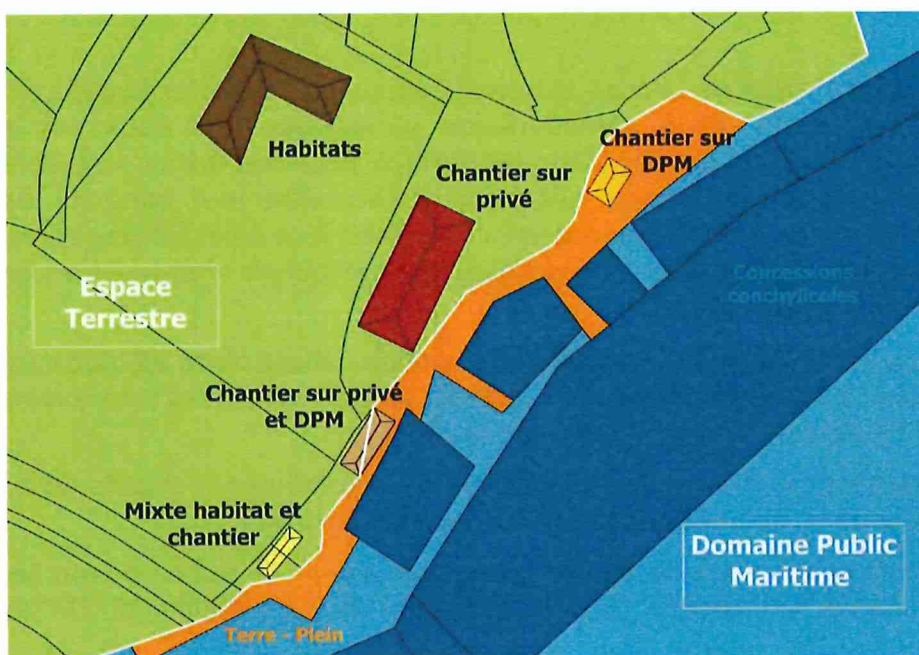 Habitats
Chantier sur
DPM
Chantier sur
privé
Concessions
conchylicoles
Espace
Terrestre
Chantier sur privé
et DPM
Mixte habitat et
chantier
Domaine Public
Maritime
Terre - Plein